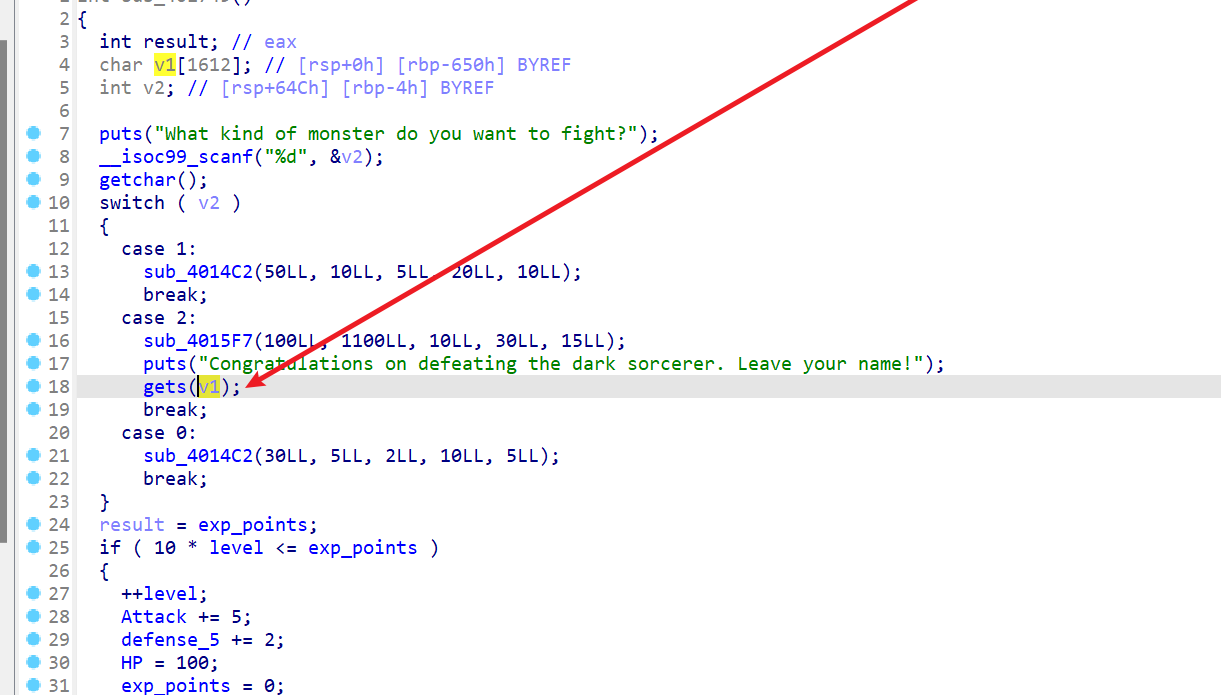 2 {
3 int result; // eax
4 char v1[1612]; // [rsp+0h] [rbp-650h] BYREF
5 int v2; // [rsp+64Ch] [rbp-4h] BYREF
6
7 puts("What kind of monster do you want to fight?");
8 __isoc99_scanf("%d", &v2);
9 getchar();
10 switch ( v2 )
11 {
12 case 1:
13 sub_4014C2(50LL, 10LL, 5LL, 20LL, 10LL);
14 break;
15 case 2:
16 sub_4015F7(100LL, 1100LL, 10LL, 30LL, 15LL);
17 puts("Congratulations on defeating the dark sorcerer. Leave your name!");
18 gets(v1);
19 break;
20 case 0:
21 sub_4014C2(30LL, 5LL, 2LL, 10LL, 5LL);
22 break;
23 }
24 result = exp_points;
25 if ( 10 * level <= exp_points )
26 {
27 ++level;
28 Attack += 5;
29 defense_5 += 2;
30 HP = 100;
31 exp_points = 0;